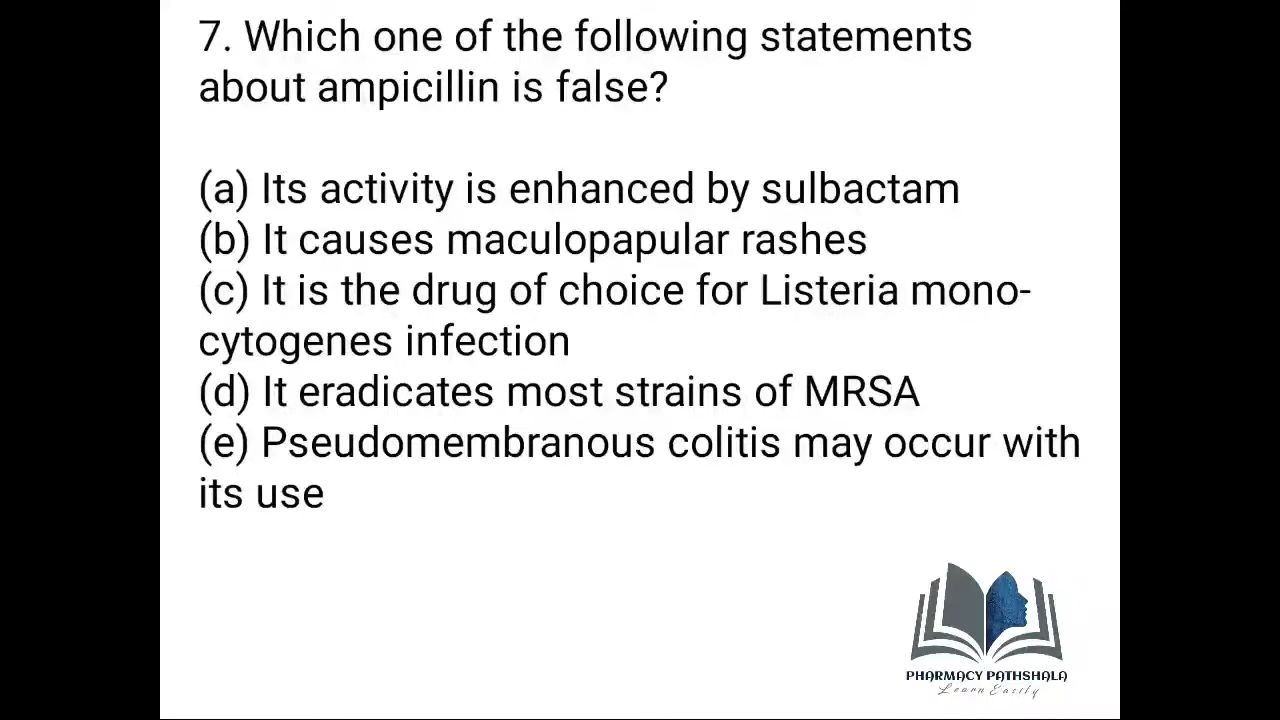 7. Which one of the following statements
about ampicillin is false?
(a) Its activity is enhanced by sulbactam
(b) It causes maculopapular rashes
(c) It is the drug of choice for Listeria mono-
cytogenes infection
(d) It eradicates most strains of MRSA
(e) Pseudomembranous colitis may occur with
its use
PHARMACY PATHSHALA
Learn Easily